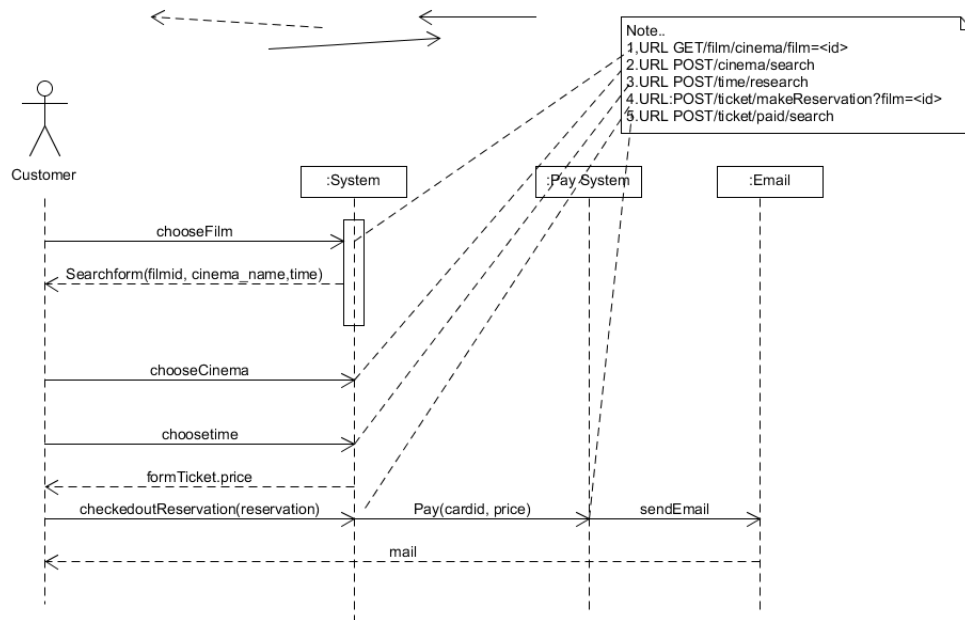 Note..
1,URL GET/film/cinema/film=<id>
2.URL POST/cinema/search
3.URL POST/time/research
4.URL:POST/ticket/makeReservation?film=<id>
5.URL POST/ticket/paid/search
Customer
:System
:Pay System
:Email
chooseFilm
Searchform(filmid, cinema_name,time)
chooseCinema
choosetime
formTicket.price
checkedoutReservation(reservation)
Pay(cardid, price)
sendEmail
mail